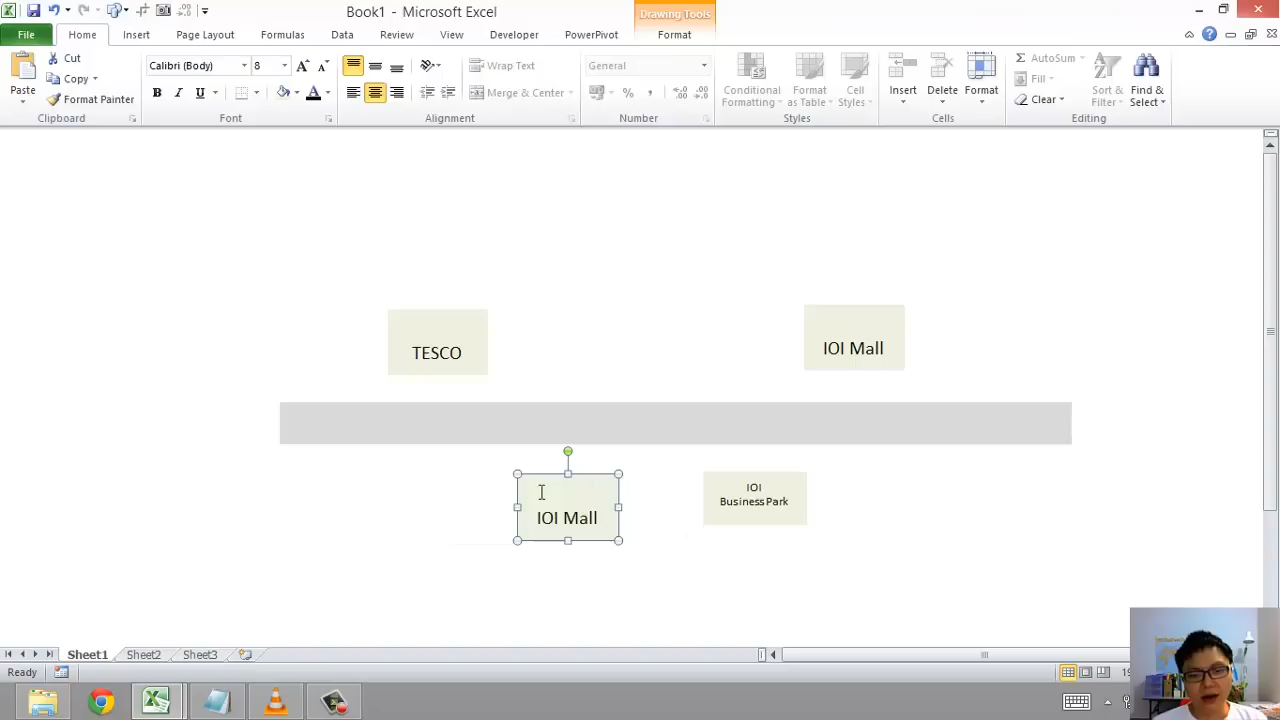 Book1 - Microsoft Excel
Drawing Tools
File Home Insert Page Layout Formulas Data Review View Developer PowerPivot Format
Paste
Cut
Copy
Format Painter
Clipboard
Calibri (Body) 8
B I U A
Font
Wrap Text
Merge & Center
Alignment
General
%
Number
Conditional Formatting
Format as Table
Cell Styles
Styles
Insert
Delete
Format
Cells
AutoSum
Fill
Clear
Sort & Filter
Find & Select
Editing
TESCO
IOI Mall
IOI Mall
IOI
Business Park
Sheet1 Sheet2 Sheet3
Ready